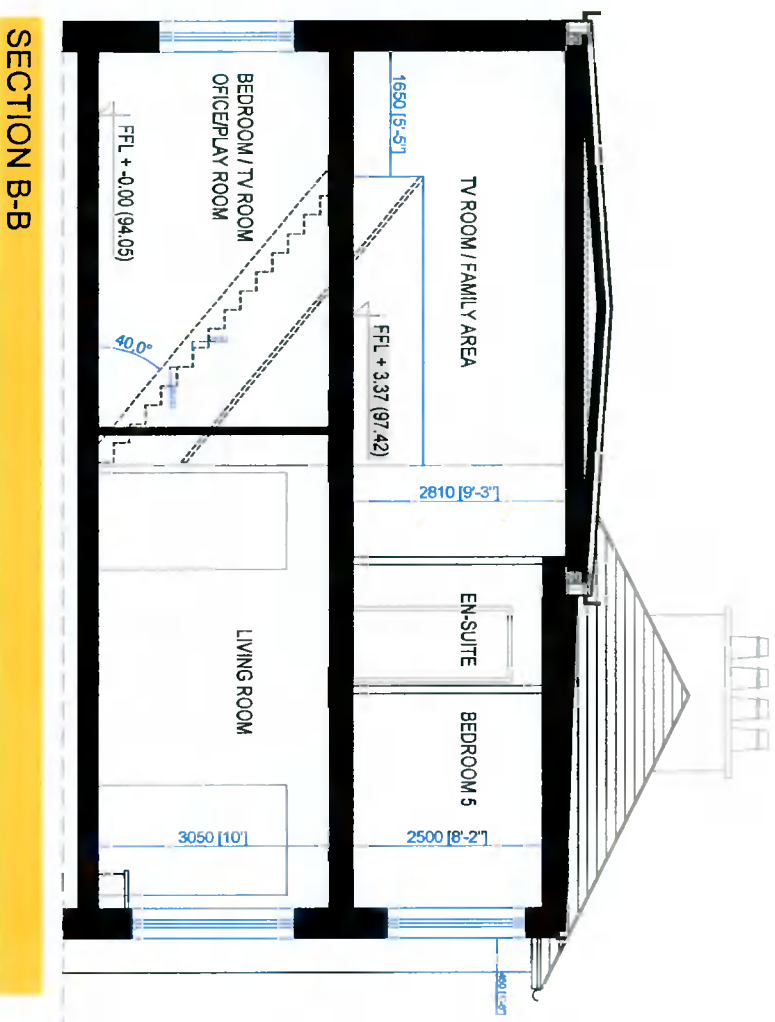 1650 [5'-5"]
TV ROOM / FAMILY AREA
FFL + 3.37 (97.42)
2810 [9'-3"]
EN-SUITE
BEDROOM 5
2500 [8'-2"]
BEDROOM / TV ROOM
OFICE/PLAY ROOM
FFL + -0.00 (94.05)
40.0°
LIVING ROOM
3050 [10']
SECTION B-B